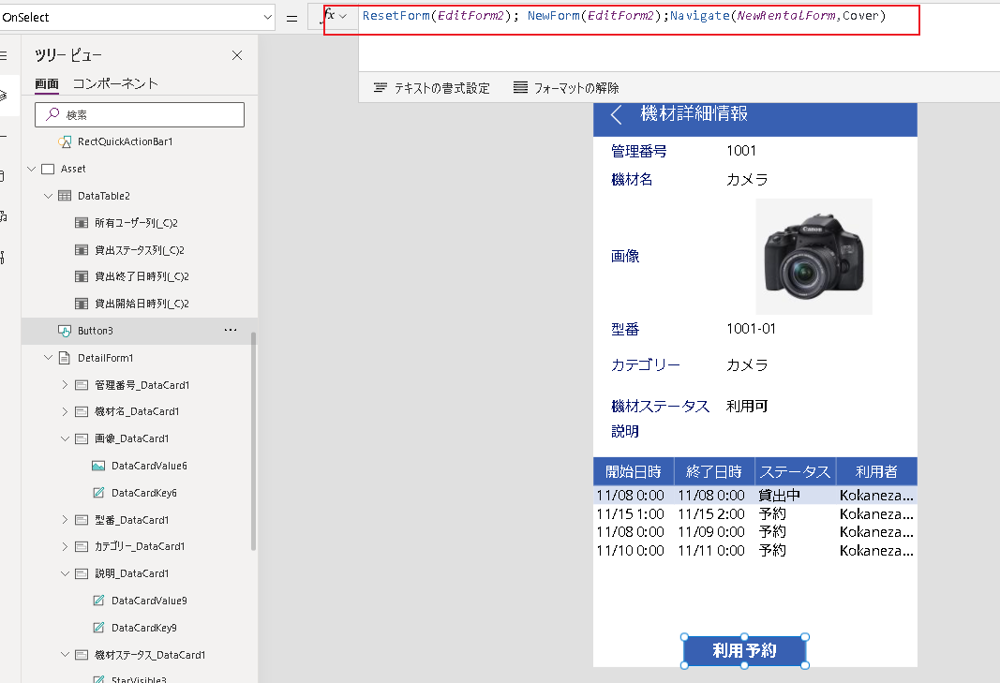 OnSelect
=
fx
ResetForm(EditForm2); NewForm(EditForm2);Navigate(NewRentalForm,Cover)
テキストの書式設定
フォーマットの解除
ツリー ビュー
画面
コンポーネント
検索
RectQuickActionBar1
Asset
DataTable2
所有ユーザー列(_C)2
貸出ステータス列(_C)2
貸出終了日時列(_C)2
貸出開始日時列(_C)2
Button3
DetailForm1
管理番号_DataCard1
機材名_DataCard1
画像_DataCard1
DataCardValue6
DataCardKey6
型番_DataCard1
カテゴリー_DataCard1
説明_DataCard1
DataCardValue9
DataCardKey9
機材ステータス_DataCard1
StarVisible3
機材詳細情報
管理番号 1001
機材名 カメラ
画像
Canon
型番 1001-01
カテゴリー カメラ
機材ステータス 利用可
説明
開始日時 終了日時 ステータス 利用者
11/08 0:00 11/08 0:00 貸出中 Kokaneza...
11/15 1:00 11/15 2:00 予約 Kokaneza...
11/08 0:00 11/09 0:00 予約 Kokaneza...
11/10 0:00 11/11 0:00 予約 Kokaneza...
利用予約